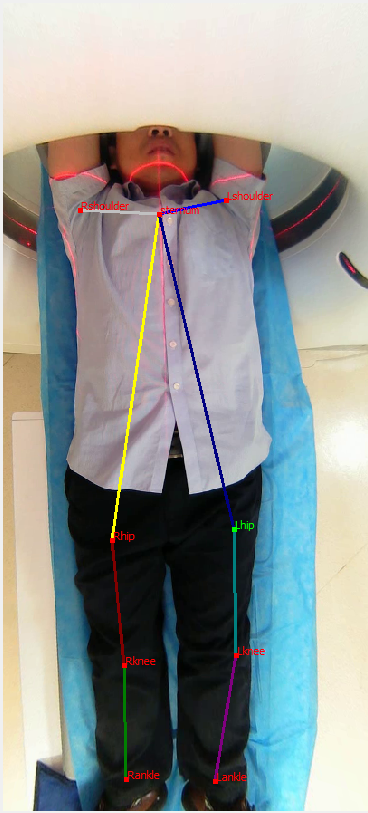 Lshoulder
Rshoulder
sternum
Lhip
Rhip
Lknee
Rknee
Rankle
Lankle